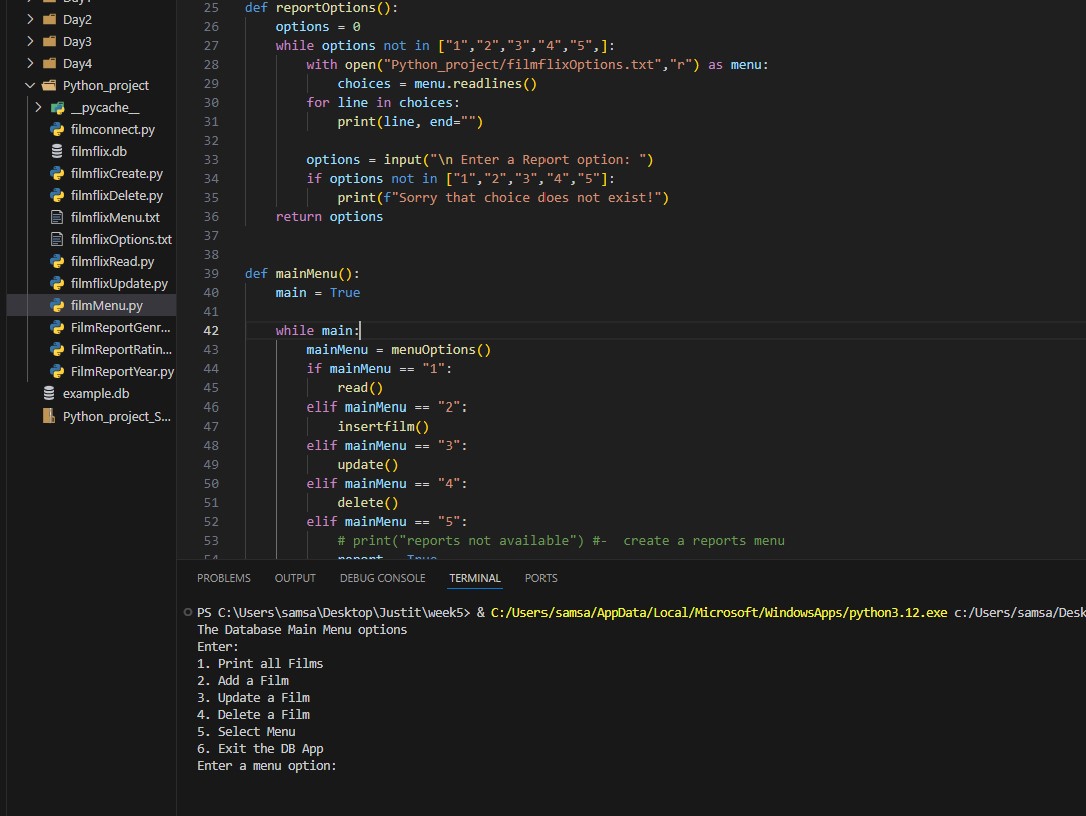 Day2
Day3
Day4
Python_project
__pycache__
filmconnect.py
filmflix.db
filmflixCreate.py
filmflixDelete.py
filmflixMenu.txt
filmflixOptions.txt
filmflixRead.py
filmflixUpdate.py
filmMenu.py
FilmReportGenr...
FilmReportRatin...
FilmReportYear.py
example.db
Python_project_S...
25 def reportOptions():
26 options = 0
27 while options not in ["1","2","3","4","5",]:
28 with open("Python_project/filmflixOptions.txt","r") as menu:
29 choices = menu.readlines()
30 for line in choices:
31 print(line, end="")
32
33 options = input("\n Enter a Report option: ")
34 if options not in ["1","2","3","4","5"]:
35 print(f"Sorry that choice does not exist!")
36 return options
37
38
39 def mainMenu():
40 main = True
41
42 while main:
43 mainMenu = menuOptions()
44 if mainMenu == "1":
45 read()
46 elif mainMenu == "2":
47 insertfilm()
48 elif mainMenu == "3":
49 update()
50 elif mainMenu == "4":
51 delete()
52 elif mainMenu == "5":
53 # print("reports not available") #- create a reports menu
PROBLEMS OUTPUT DEBUG CONSOLE TERMINAL PORTS
PS C:\Users\samsa\Desktop\Justit\week5> & C:/Users/samsa/AppData/Local/Microsoft/WindowsApps/python3.12.exe c:/Users/samsa/Desk
The Database Main Menu options
Enter:
1. Print all Films
2. Add a Film
3. Update a Film
4. Delete a Film
5. Select Menu
6. Exit the DB App
Enter a menu option: